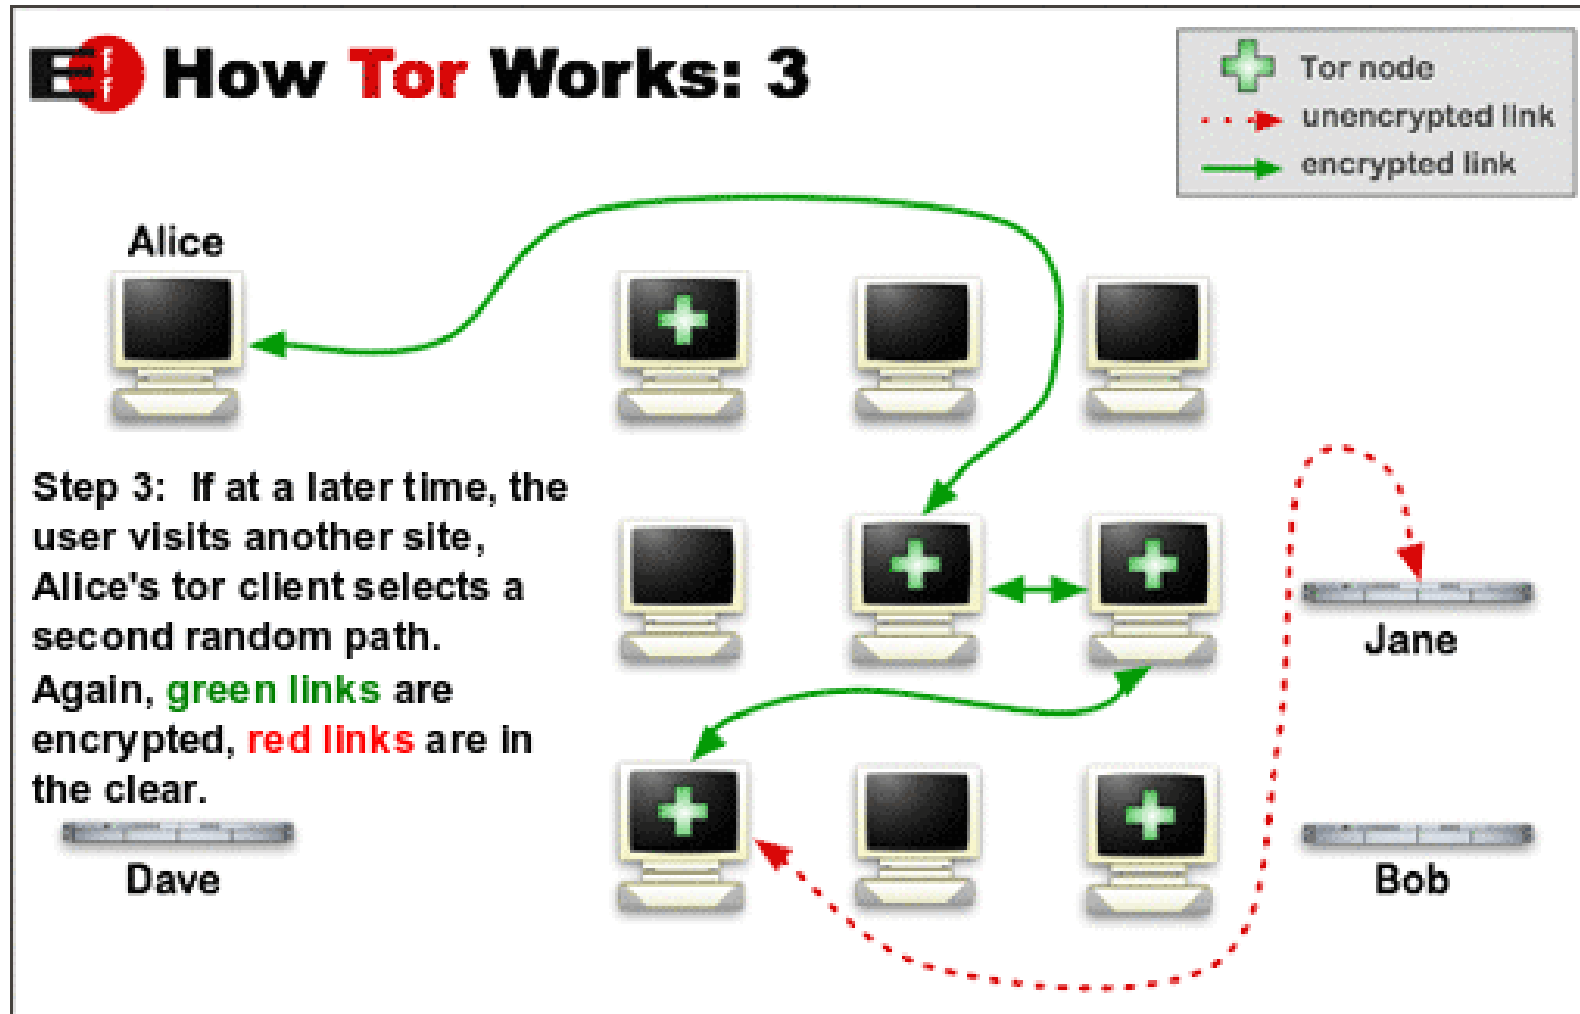 EFF How Tor Works: 3
Tor node
unencrypted link
encrypted link
Alice
Step 3: If at a later time, the
user visits another site,
Alice's tor client selects a
second random path.
Again, green links are
encrypted, red links are in
the clear.
Jane
Dave
Bob